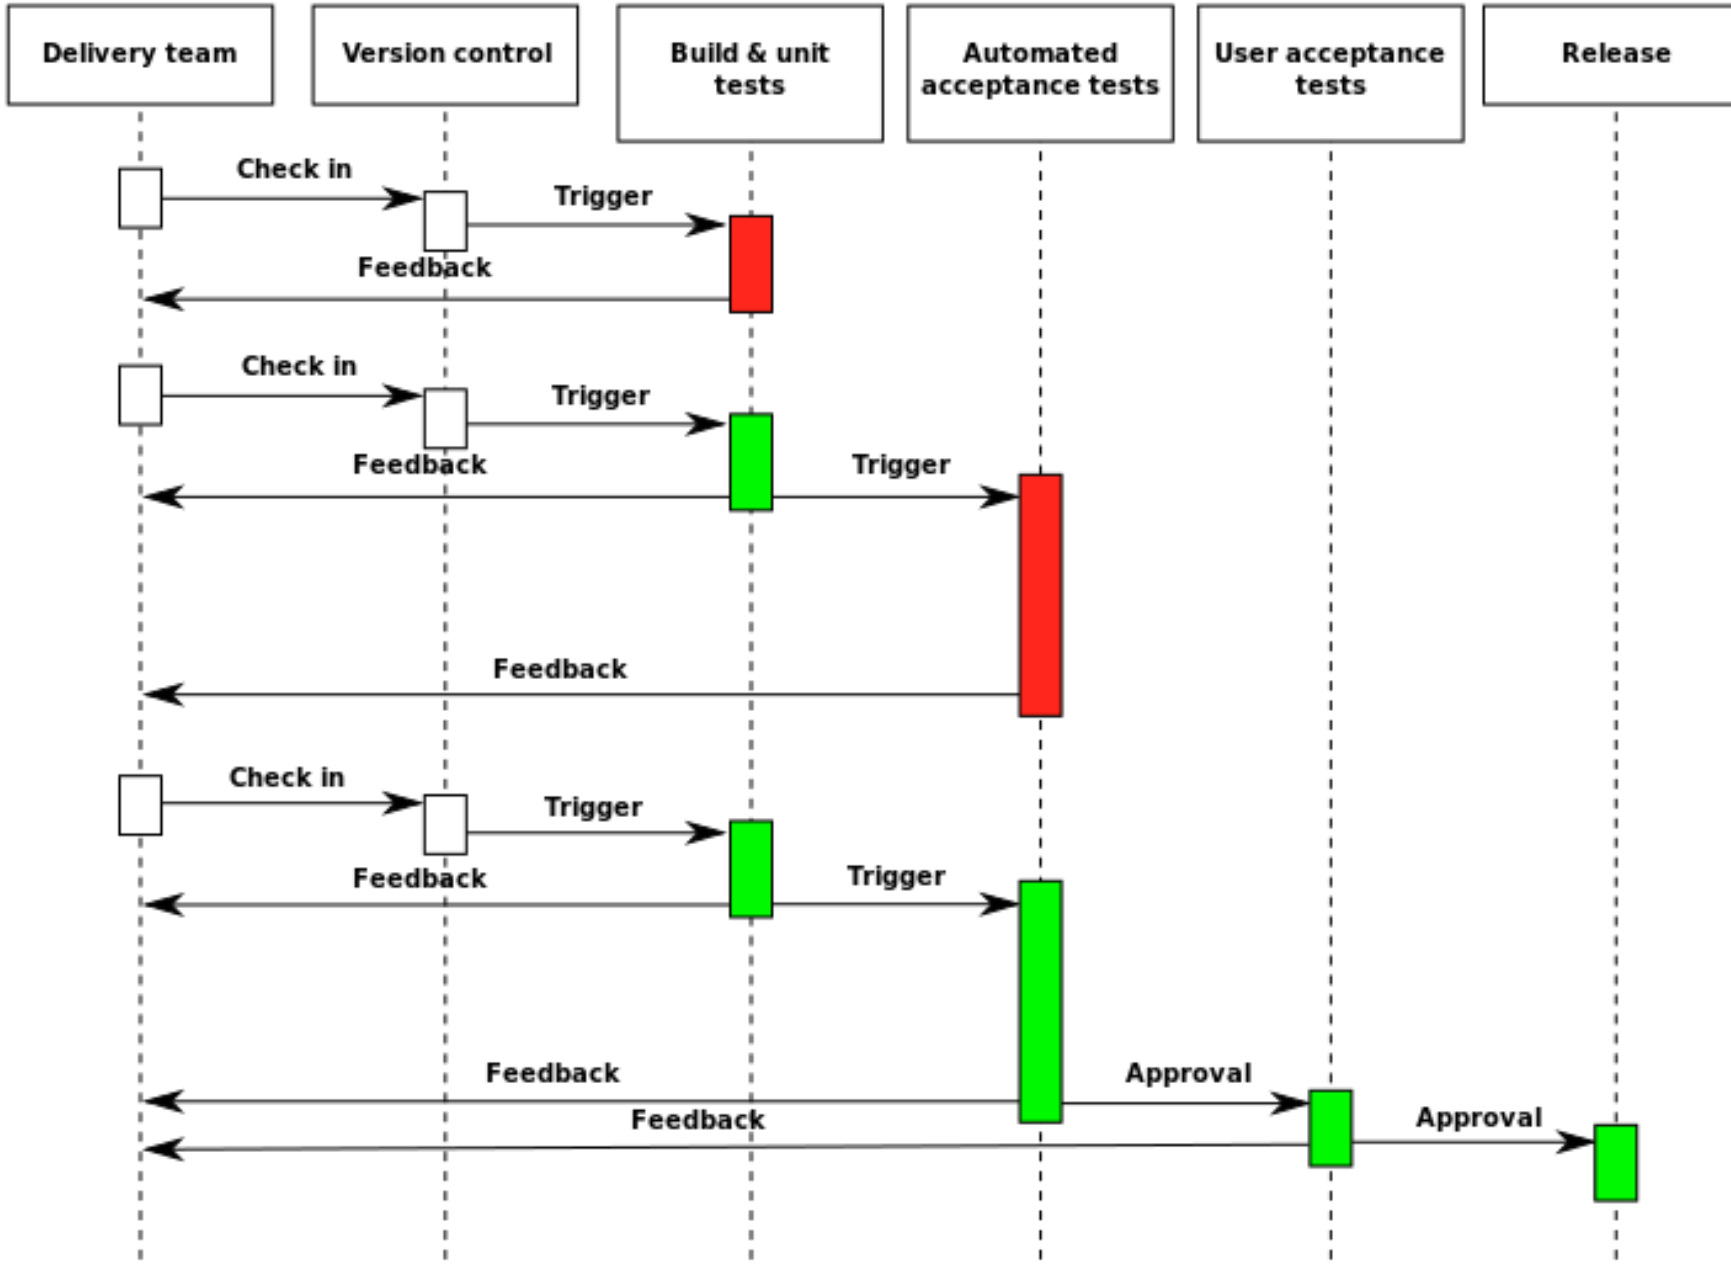 Delivery team
Version control
Build & unit
tests
Automated
acceptance tests
User acceptance
tests
Release
Check in
Trigger
Feedback
Check in
Trigger
Feedback
Trigger
Feedback
Check in
Trigger
Feedback
Trigger
Feedback
Approval
Feedback
Approval